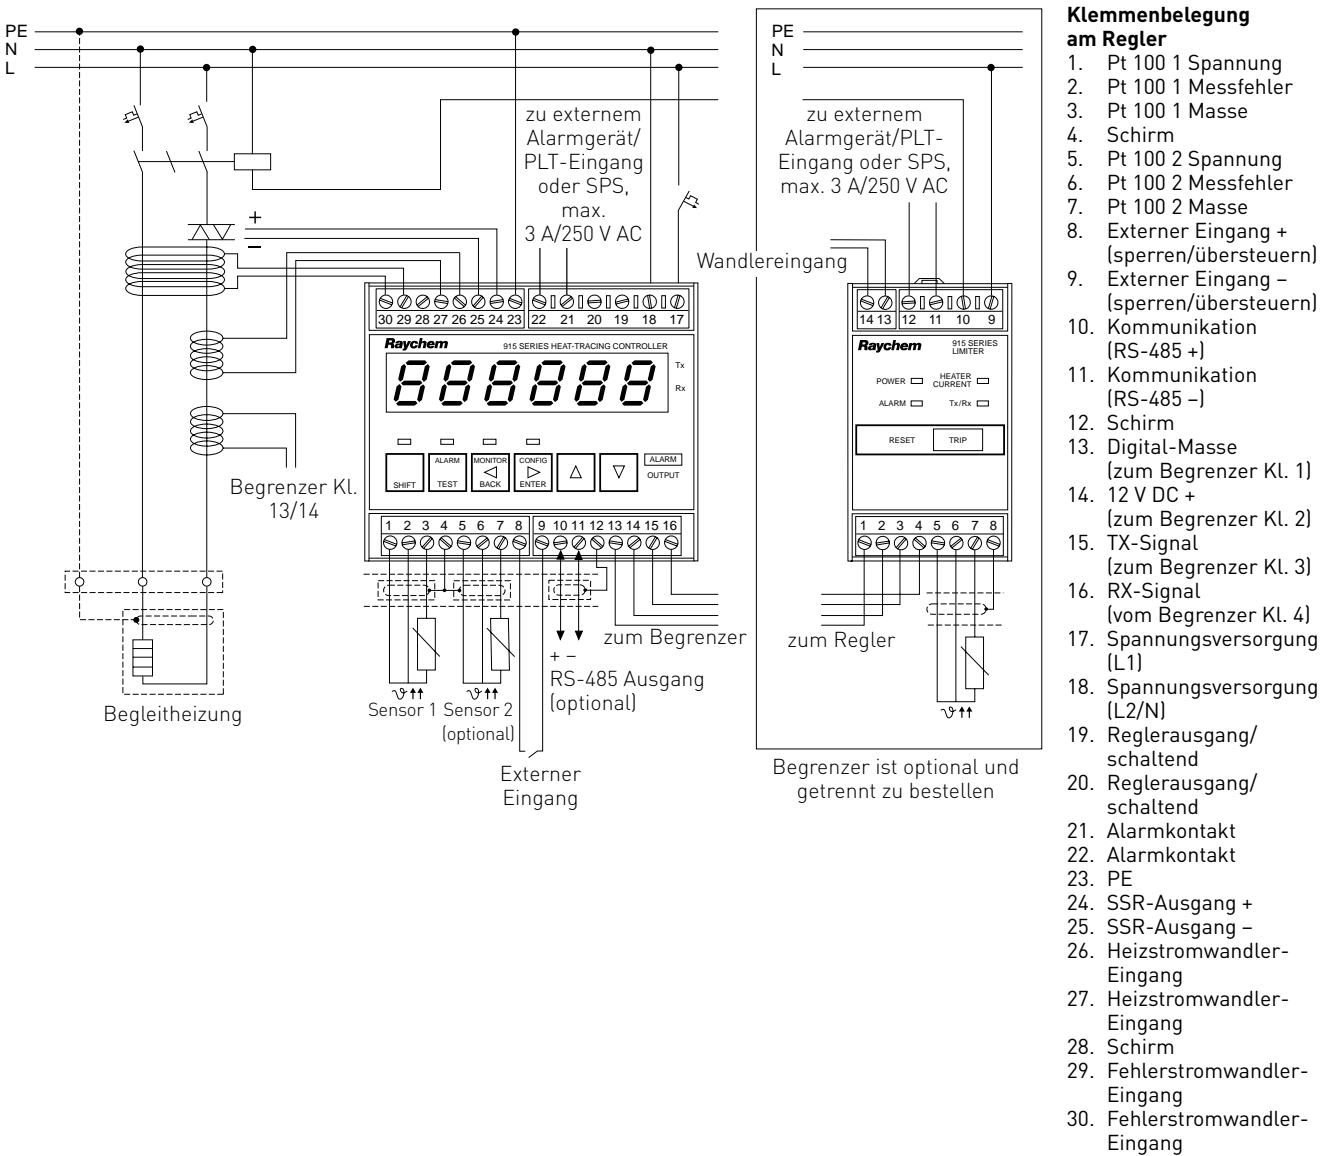 PE
N
L
zu externem
Alarmgerät/
PLT-Eingang
oder SPS,
max.
3 A/250 V AC
+
−
30 29 28 27 26 25 24 23 22 21 20 19 18 17
Raychem 915 SERIES HEAT-TRACING CONTROLLER
888888
Tx
Rx
SHIFT
ALARM
TEST
MONITOR
BACK
CONFIG
ENTER
ALARM
OUTPUT
1 2 3 4 5 6 7 8 9 10 11 12 13 14 15 16
Begrenzer Kl.
13/14
Begleitheizung
ϑ
Sensor 1
ϑ
Sensor 2
(optional)
+ −
RS-485 Ausgang
(optional)
zum Begrenzer
Externer
Eingang
PE
N
L
zu externem
Alarmgerät/PLT-
Eingang oder SPS,
max. 3 A/250 V AC
Wandlereingang
14 13 12 11 10 9
Raychem
915 SERIES
LIMITER
POWER
HEATER
CURRENT
ALARM
Tx/Rx
RESET
TRIP
1 2 3 4 5 6 7 8
zum Regler
ϑ
Begrenzer ist optional und
getrennt zu bestellen
Klemmenbelegung
am Regler
1. Pt 100 1 Spannung
2. Pt 100 1 Messfehler
3. Pt 100 1 Masse
4. Schirm
5. Pt 100 2 Spannung
6. Pt 100 2 Messfehler
7. Pt 100 2 Masse
8. Externer Eingang +
(sperren/übersteuern)
9. Externer Eingang –
(sperren/übersteuern)
10. Kommunikation
(RS-485 +)
11. Kommunikation
(RS-485 –)
12. Schirm
13. Digital-Masse
(zum Begrenzer Kl. 1)
14. 12 V DC +
(zum Begrenzer Kl. 2)
15. TX-Signal
(zum Begrenzer Kl. 3)
16. RX-Signal
(vom Begrenzer Kl. 4)
17. Spannungsversorgung
(L1)
18. Spannungsversorgung
(L2/N)
19. Reglerausgang/
schaltend
20. Reglerausgang/
schaltend
21. Alarmkontakt
22. Alarmkontakt
23. PE
24. SSR-Ausgang +
25. SSR-Ausgang –
26. Heizstromwandler-
Eingang
27. Heizstromwandler-
Eingang
28. Schirm
29. Fehlerstromwandler-
Eingang
30. Fehlerstromwandler-
Eingang